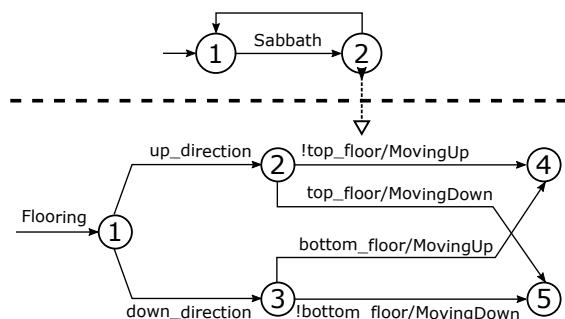 Sabbath
1
2
up_direction
2
!top_floor/MovingUp
4
top_floor/MovingDown
Flooring
1
bottom_floor/MovingUp
3
5
down_direction
!bottom_floor/MovingDown